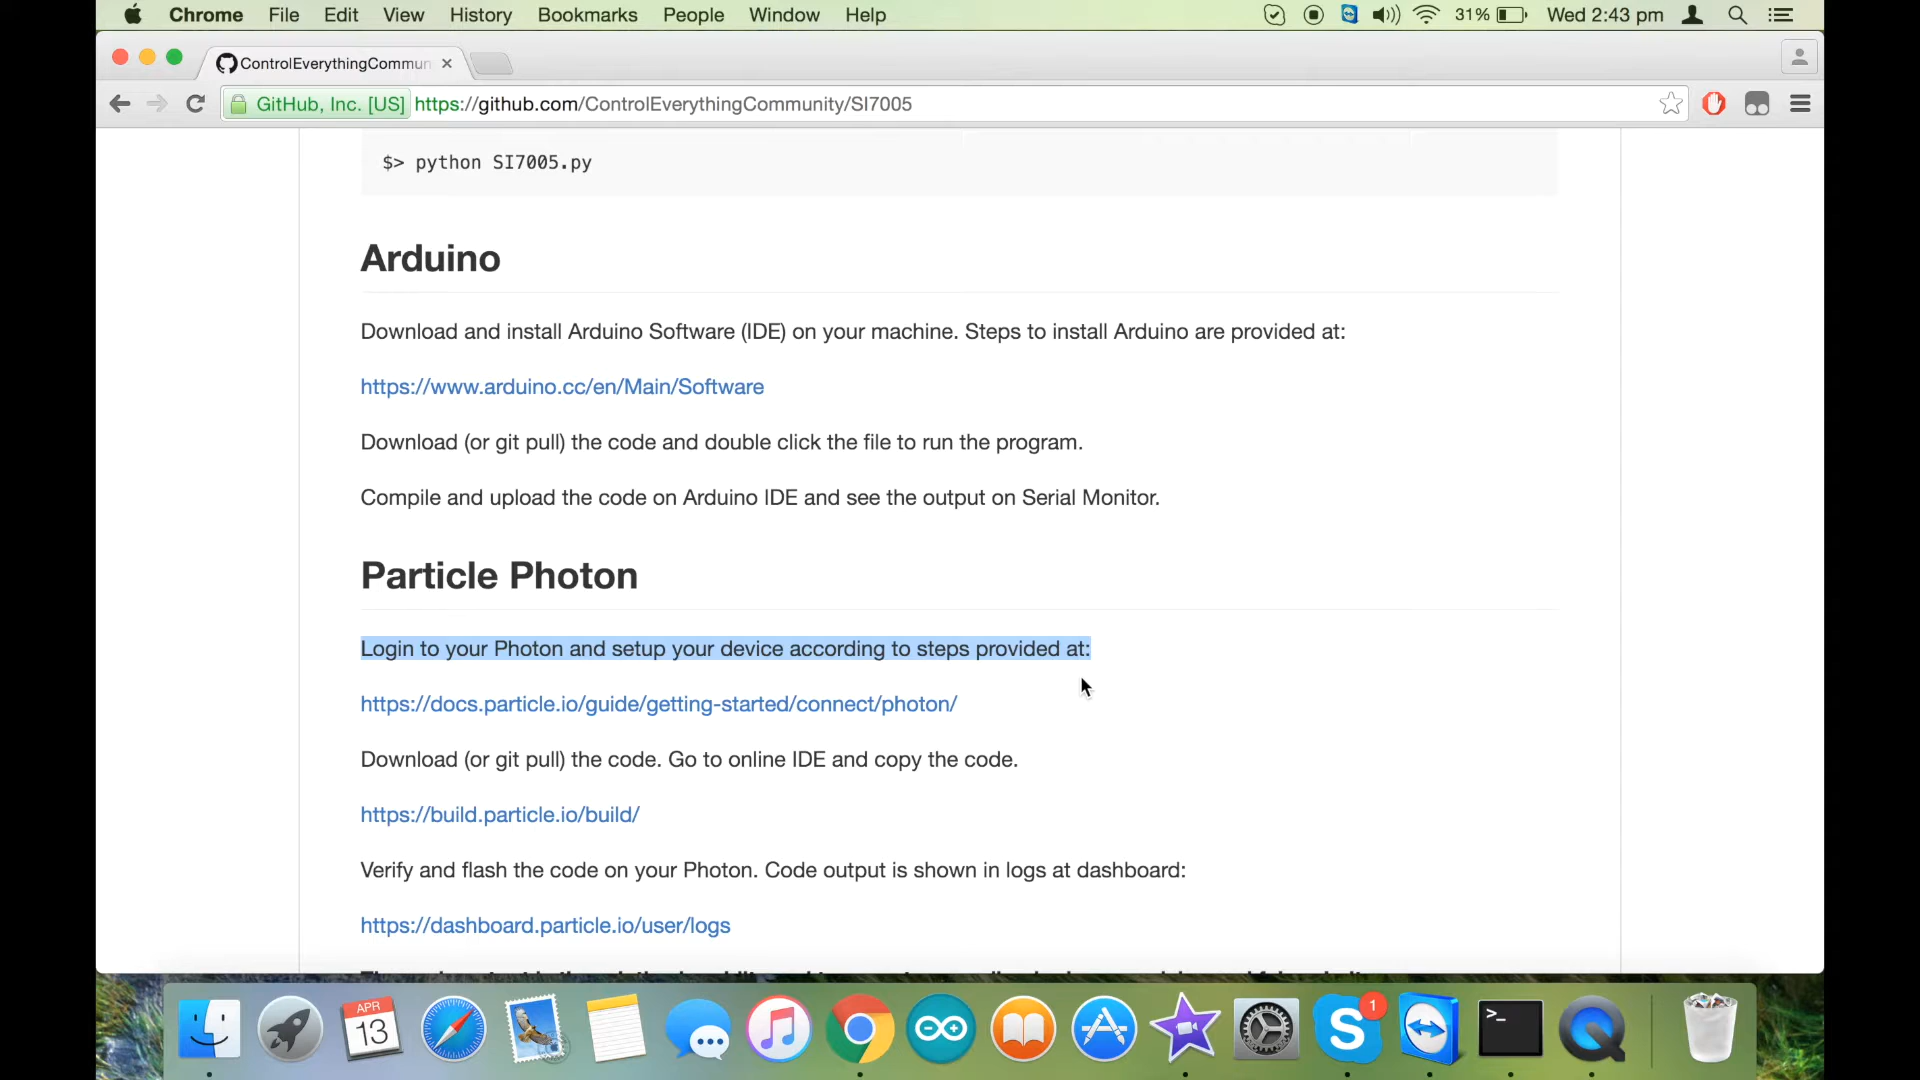 Chrome File Edit View History Bookmarks People Window Help 31% Wed 2:43 pm
ControlEverythingCommun
GitHub, Inc. [US] https://github.com/ControlEverythingCommunity/SI7005
$> python SI7005.py
Arduino
Download and install Arduino Software (IDE) on your machine. Steps to install Arduino are provided at:
https://www.arduino.cc/en/Main/Software
Download (or git pull) the code and double click the file to run the program.
Compile and upload the code on Arduino IDE and see the output on Serial Monitor.
Particle Photon
Login to your Photon and setup your device according to steps provided at:
https://docs.particle.io/guide/getting-started/connect/photon/
Download (or git pull) the code. Go to online IDE and copy the code.
https://build.particle.io/build/
Verify and flash the code on your Photon. Code output is shown in logs at dashboard:
https://dashboard.particle.io/user/logs
APR
13
S 1
>_